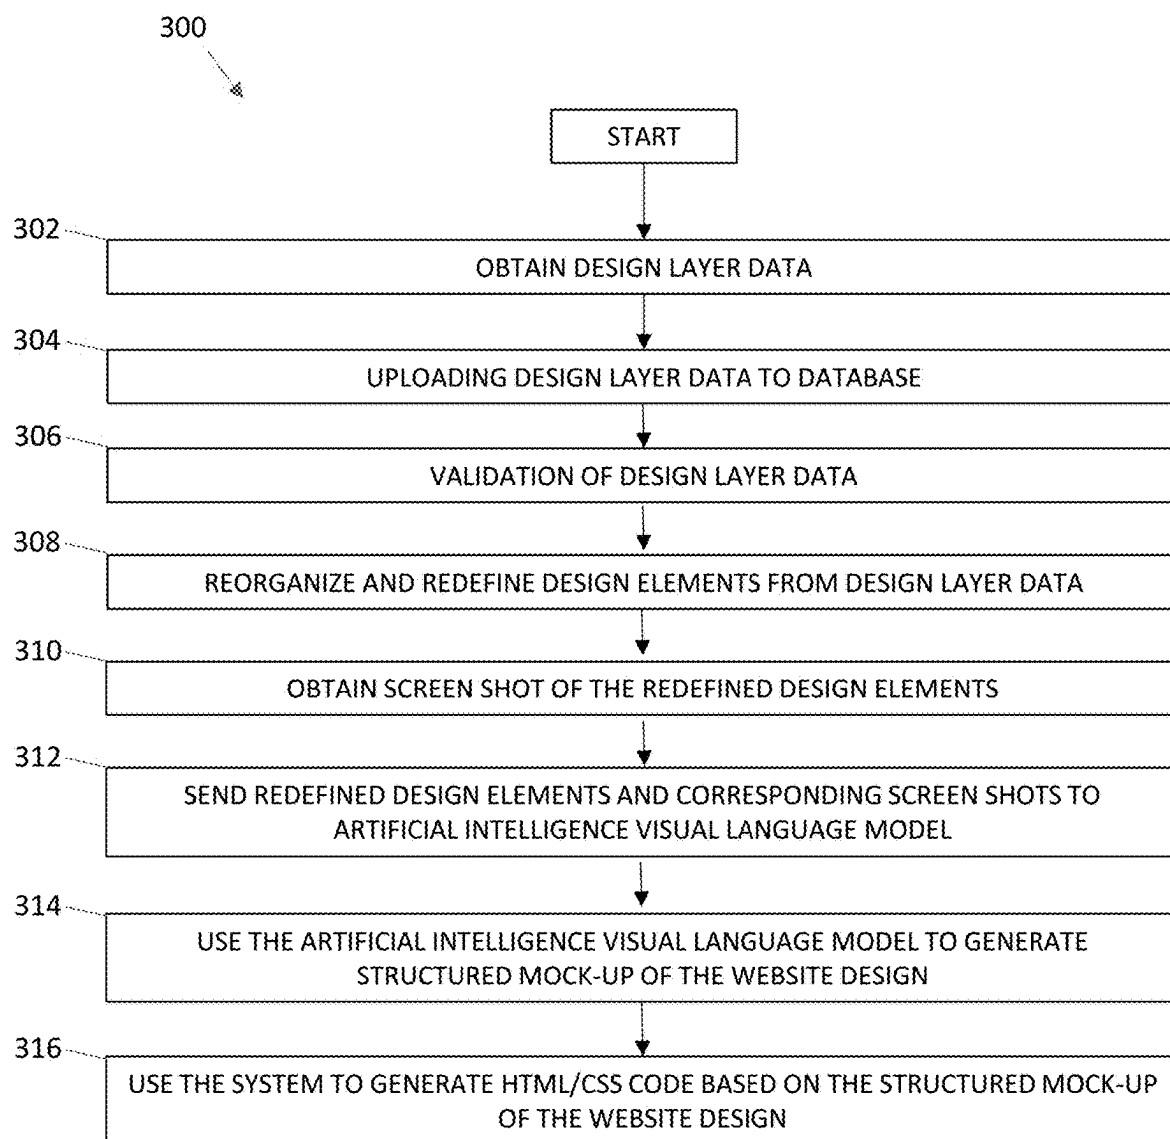 300
START
302
OBTAIN DESIGN LAYER DATA
304
UPLOADING DESIGN LAYER DATA TO DATABASE
306
VALIDATION OF DESIGN LAYER DATA
308
REORGANIZE AND REDEFINE DESIGN ELEMENTS FROM DESIGN LAYER DATA
310
OBTAIN SCREEN SHOT OF THE REDEFINED DESIGN ELEMENTS
312
SEND REDEFINED DESIGN ELEMENTS AND CORRESPONDING SCREEN SHOTS TO
ARTIFICIAL INTELLIGENCE VISUAL LANGUAGE MODEL
314
USE THE ARTIFICIAL INTELLIGENCE VISUAL LANGUAGE MODEL TO GENERATE
STRUCTURED MOCK-UP OF THE WEBSITE DESIGN
316
USE THE SYSTEM TO GENERATE HTML/CSS CODE BASED ON THE STRUCTURED MOCK-UP
OF THE WEBSITE DESIGN